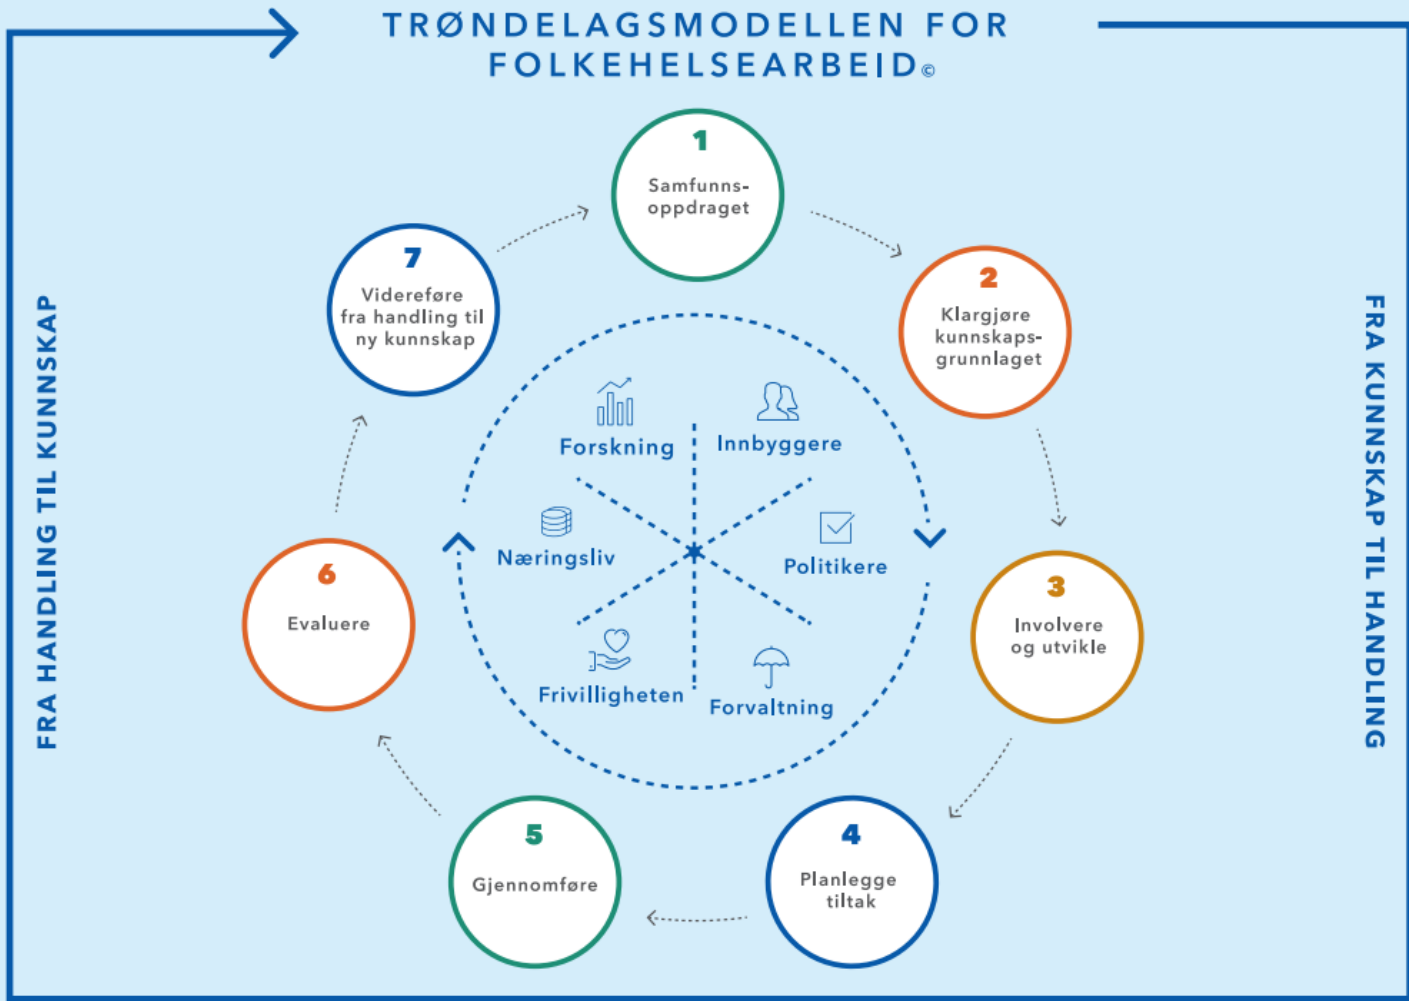 TRØNDELAGSMODELLEN FOR
FOLKEHELSEARBEID©
1
Samfunns-
oppdraget
2
Klargjøre
kunnskaps-
grunnlaget
3
Involvere
og utvikle
4
Planlegge
tiltak
5
Gjennomføre
6
Evaluere
7
Videreføre
fra handling til
ny kunnskap
Forskning
Innbyggere
Næringsliv
Politikere
Frivilligheten
Forvaltning
FRA HANDLING TIL KUNNSKAP
FRA KUNNSKAP TIL HANDLING